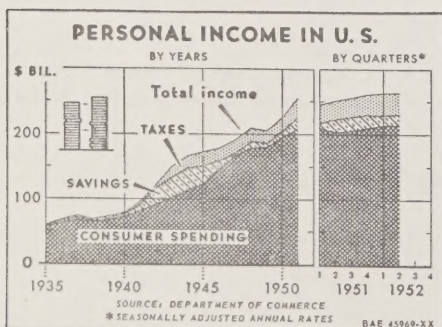 PERSONAL INCOME IN U. S.
BY YEARS
BY QUARTERS*
$ BIL.
Total income
200
TAXES
SAVINGS
100
CONSUMER SPENDING
0
1935 1940 1945 1950
1 2 3 4 1 2 3 4
1951 1952
SOURCE: DEPARTMENT OF COMMERCE
* SEASONALLY ADJUSTED ANNUAL RATES
BAE 45969-XX